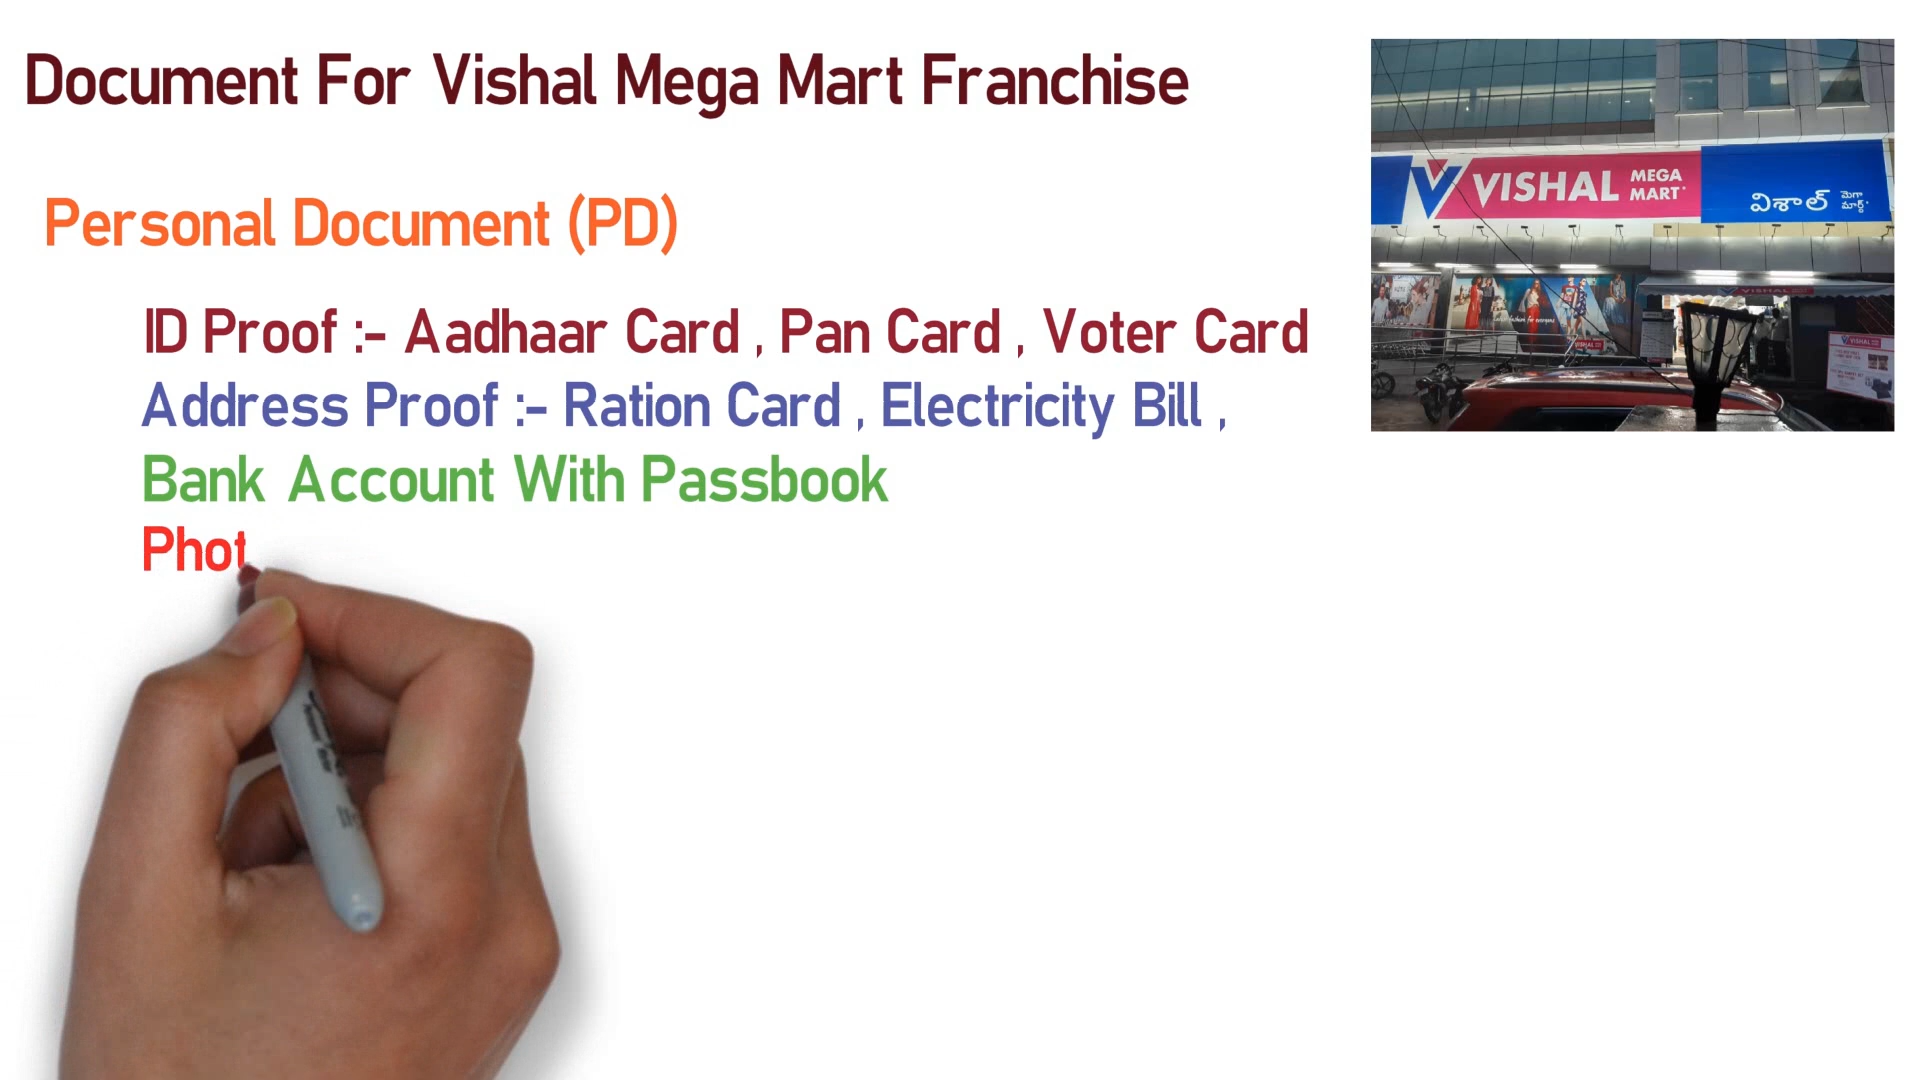 Document For Vishal Mega Mart Franchise
Personal Document (PD)
ID Proof :- Aadhaar Card , Pan Card , Voter Card
Address Proof :- Ration Card , Electricity Bill ,
Bank Account With Passbook
Phot
VISHAL MEGA MART
విశాల్ మెగా మార్ట్